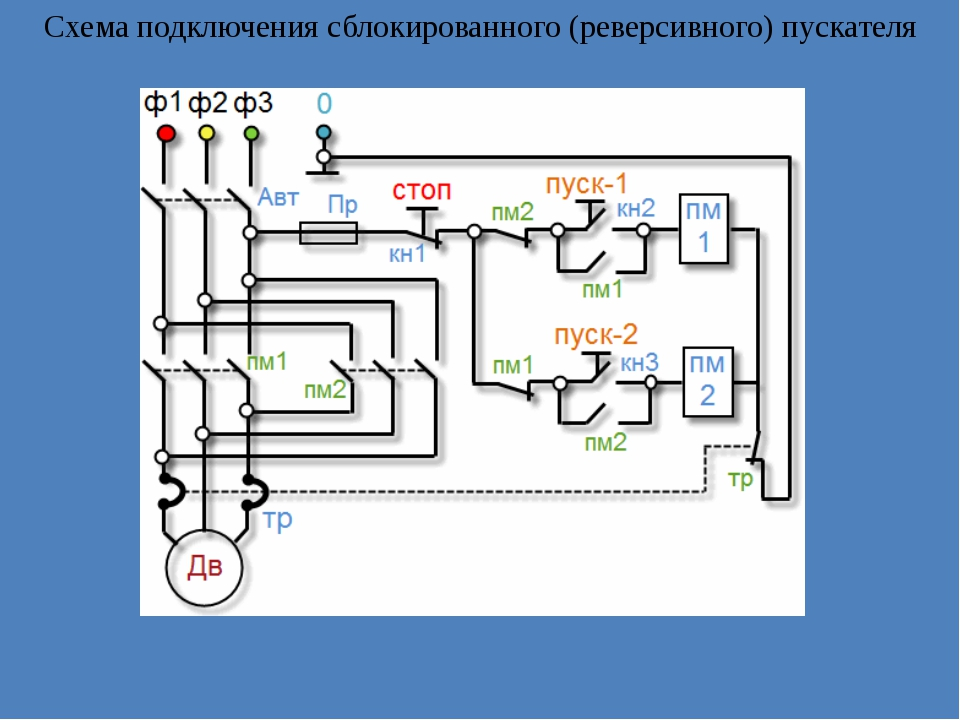 Схема подключения сблокированного (реверсивного) пускателя
ф1 ф2 ф3 0
Авт
Пр
стоп
кн1
пм2
пуск-1
кн2
пм1
пм
1
пм1
пм2
пм1
пуск-2
кн3
пм2
пм
2
тр
тр
Дв